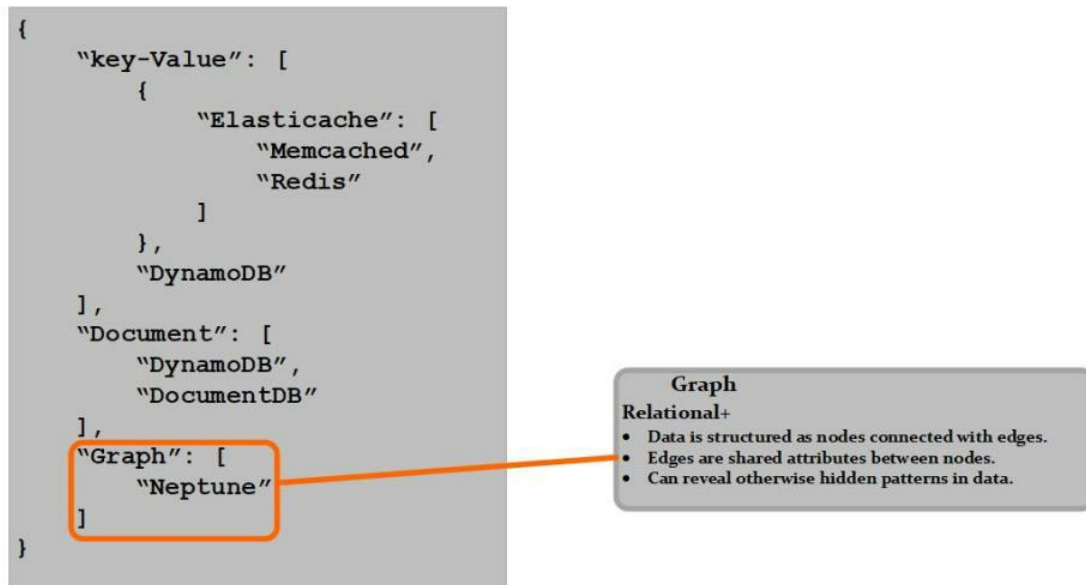 {
“key-Value”: [
{
“Elasticache”: [
“Memcached”,
“Redis”
]
},
“DynamoDB”
],
“Document”: [
“DynamoDB”,
“DocumentDB”
],
“Graph”: [
“Neptune”
]
}
Graph
Relational+
• Data is structured as nodes connected with edges.
• Edges are shared attributes between nodes.
• Can reveal otherwise hidden patterns in data.